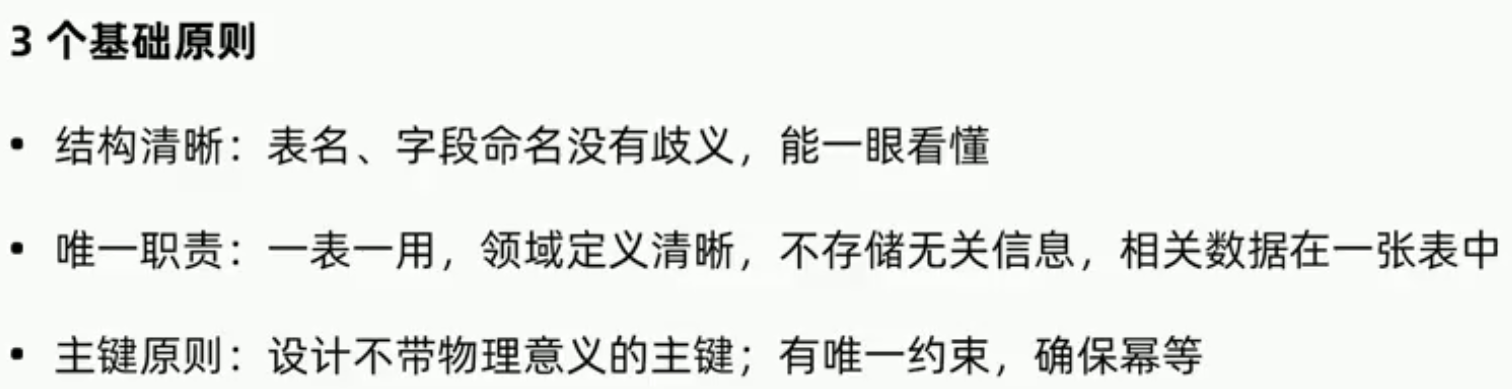 3 个基础原则
• 结构清晰：表名、字段命名没有歧义，能一眼看懂
• 唯一职责：一表一用，领域定义清晰，不存储无关信息，相关数据在一张表中
• 主键原则：设计不带物理意义的主键；有唯一约束，确保幂等